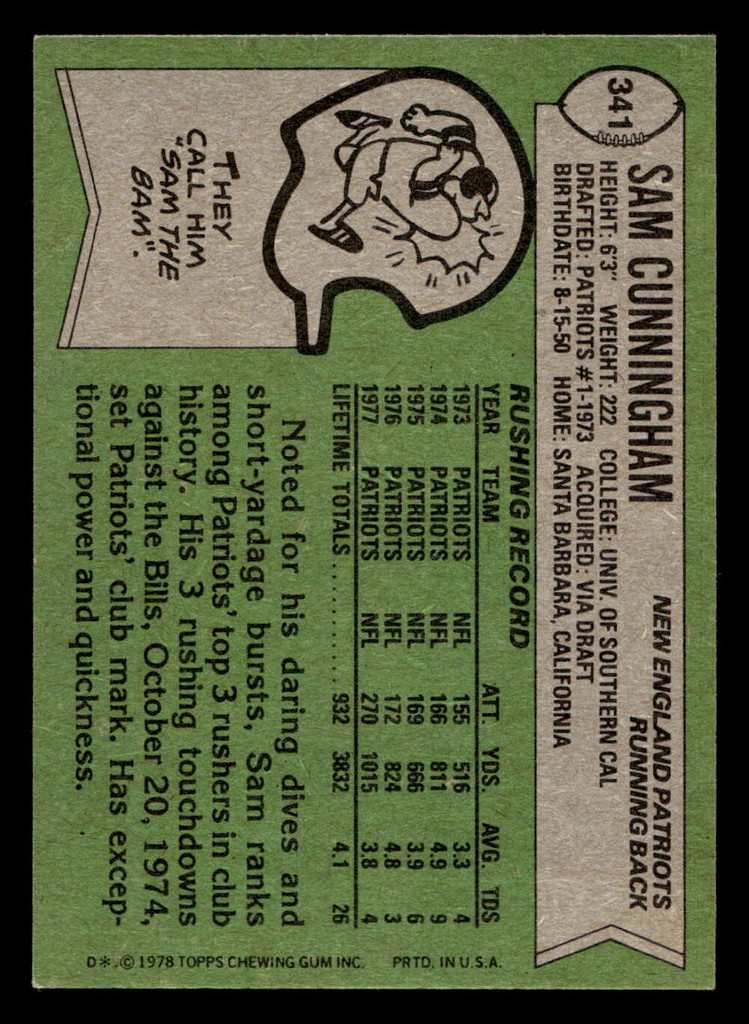 341
SAM CUNNINGHAM
NEW ENGLAND PATRIOTS
RUNNING BACK
HEIGHT: 6'3" WEIGHT: 222 COLLEGE: UNIV. OF SOUTHERN CAL
DRAFTED: PATRIOTS #1-1973 ACQUIRED: VIA DRAFT
BIRTHDATE: 8-15-50 HOME: SANTA BARBARA, CALIFORNIA
THEY
CALL HIM
"SAM THE
BAM".
RUSHING RECORD
YEAR TEAM ATT. YDS. AVG. TDS
1973 PATRIOTS NFL 155 516 3.3 4
1974 PATRIOTS NFL 166 811 4.9 9
1975 PATRIOTS NFL 169 666 3.9 6
1976 PATRIOTS NFL 172 824 4.8 3
1977 PATRIOTS NFL 270 1015 3.8 4
LIFETIME TOTALS .......... 932 3832 4.1 26
Noted for his daring dives and
short-yardage bursts, Sam ranks
among Patriots' top 3 rushers in club
history. His 3 rushing touchdowns
against the Bills, October 20, 1974,
set Patriots' club mark. Has excep-
tional power and quickness.
D*. © 1978 TOPPS CHEWING GUM INC. PRTD. IN U.S.A.